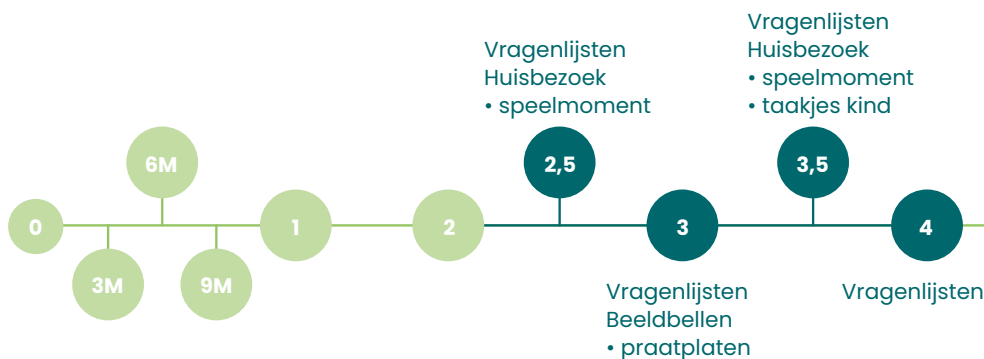 Vragenlijsten
Huisbezoek
• speelmoment
Vragenlijsten
Huisbezoek
• speelmoment
• taakjes kind
6M
2,5
3,5
0
1
2
3
4
3M
9M
Vragenlijsten
Beeldbellen
• praatplaten
Vragenlijsten